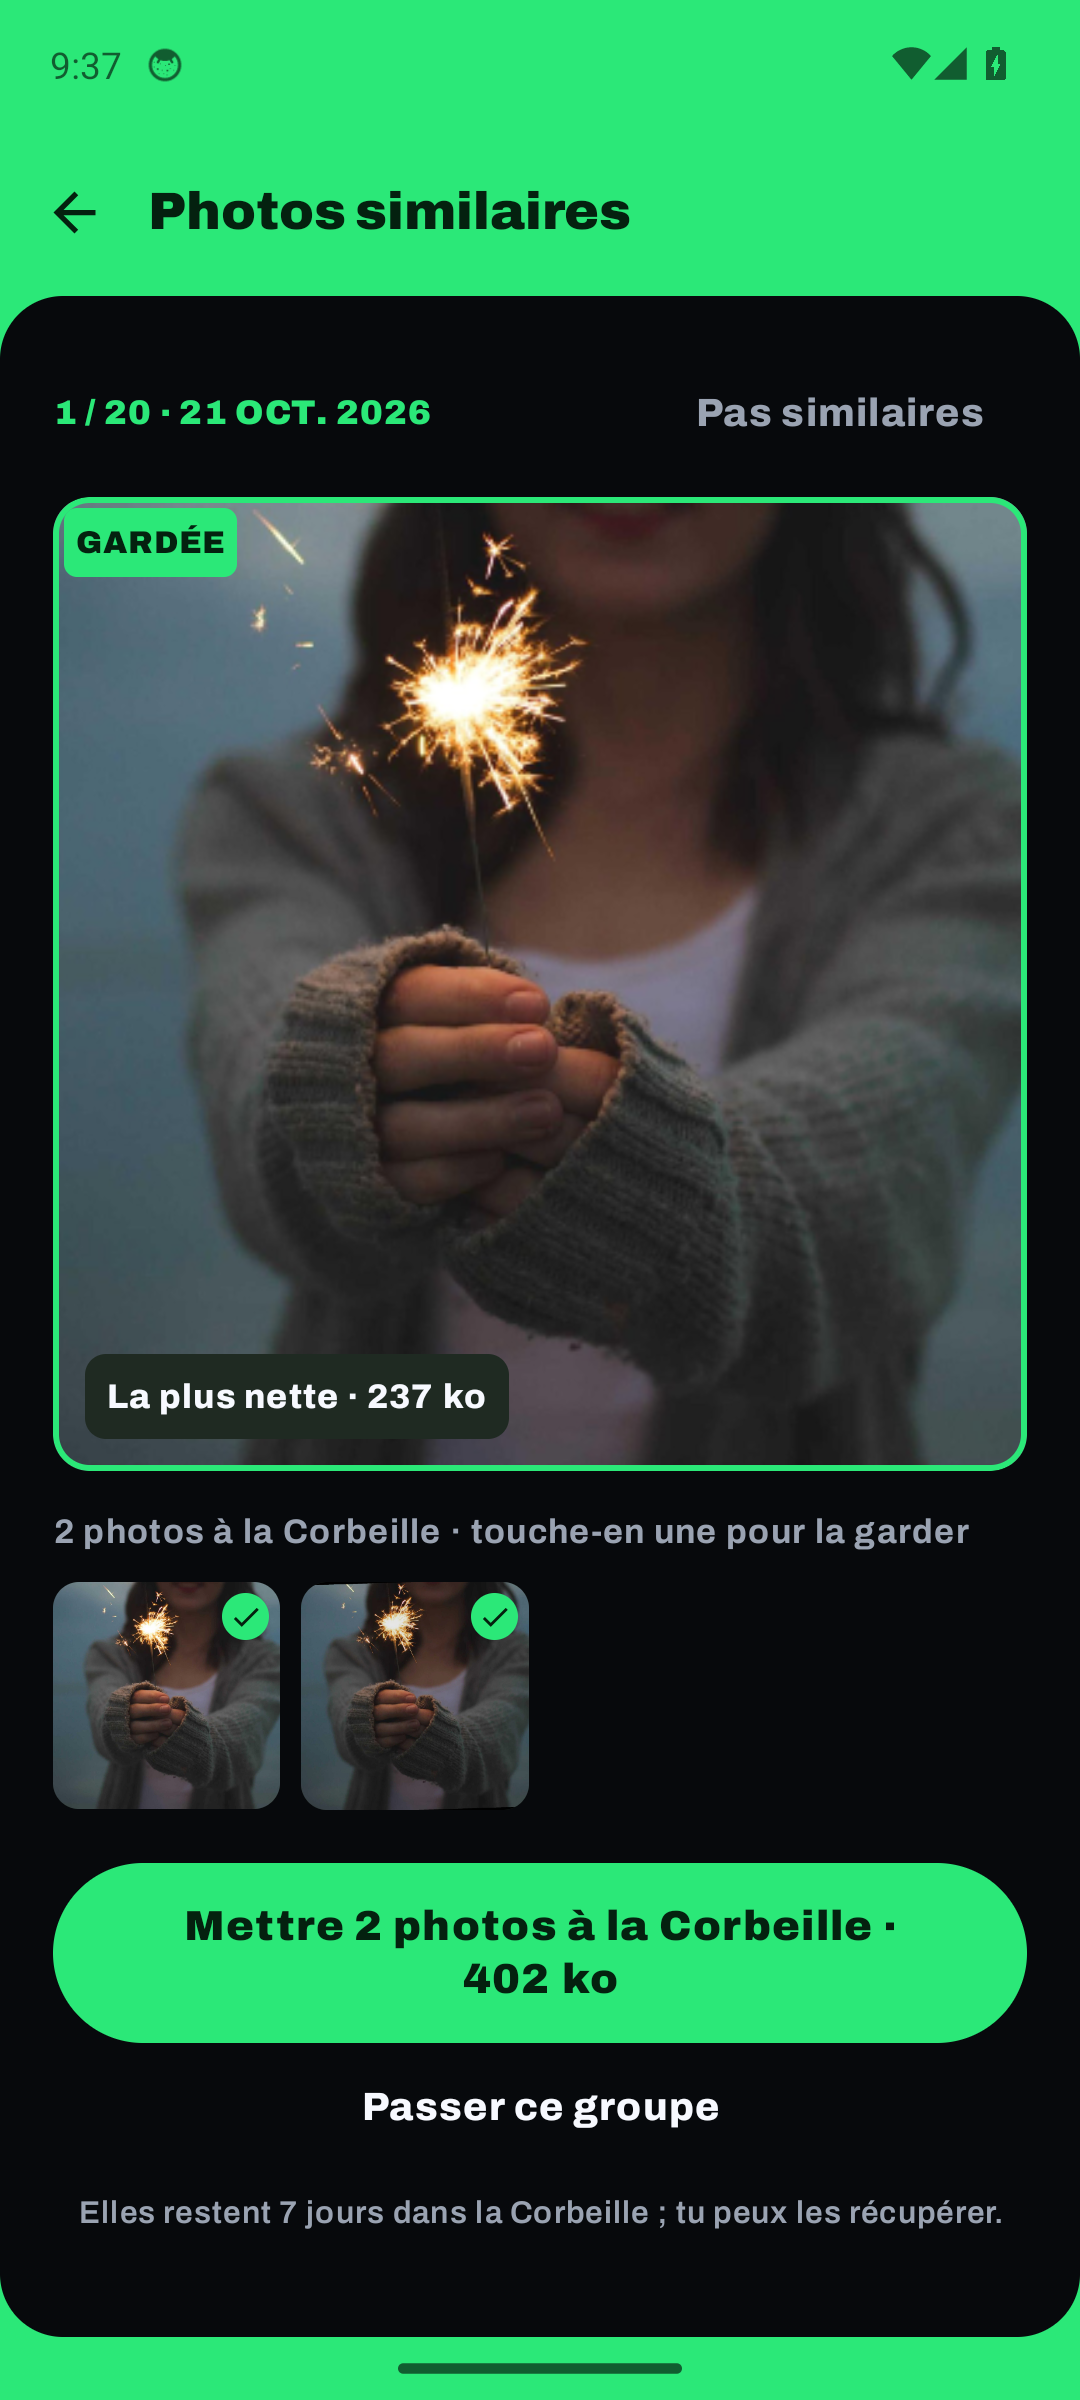 9:37
Photos similaires
1 / 20 · 21 OCT. 2026
Pas similaires
GARDÉE
La plus nette · 237 ko
2 photos à la Corbeille · touche-en une pour la garder
Mettre 2 photos à la Corbeille ·
402 ko
Passer ce groupe
Elles restent 7 jours dans la Corbeille ; tu peux les récupérer.